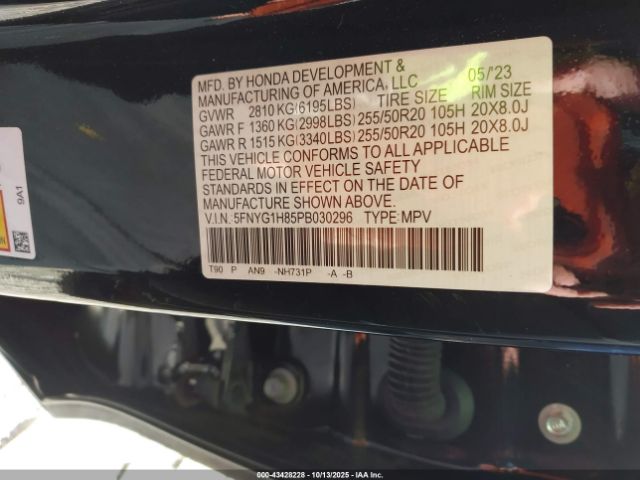 MFD. BY HONDA DEVELOPMENT &
MANUFACTURING OF AMERICA, LLC 05/'23
GVWR 2810 KG(6195LBS) TIRE SIZE RIM SIZE
GAWR F 1360 KG(2998LBS) 255/50R20 105H 20X8.0J
GAWR R 1515 KG(3340LBS) 255/50R20 105H 20X8.0J
THIS VEHICLE CONFORMS TO ALL APPLICABLE
FEDERAL MOTOR VEHICLE SAFETY
STANDARDS IN EFFECT ON THE DATE OF
MANUFACTURE SHOWN ABOVE.
V.I.N. 5FNYG1H85PB030296 TYPE:MPV
T90 P AN9 -NH731P -A -B
9A1
000-43428228 - 10/13/2025 - IAA Inc.